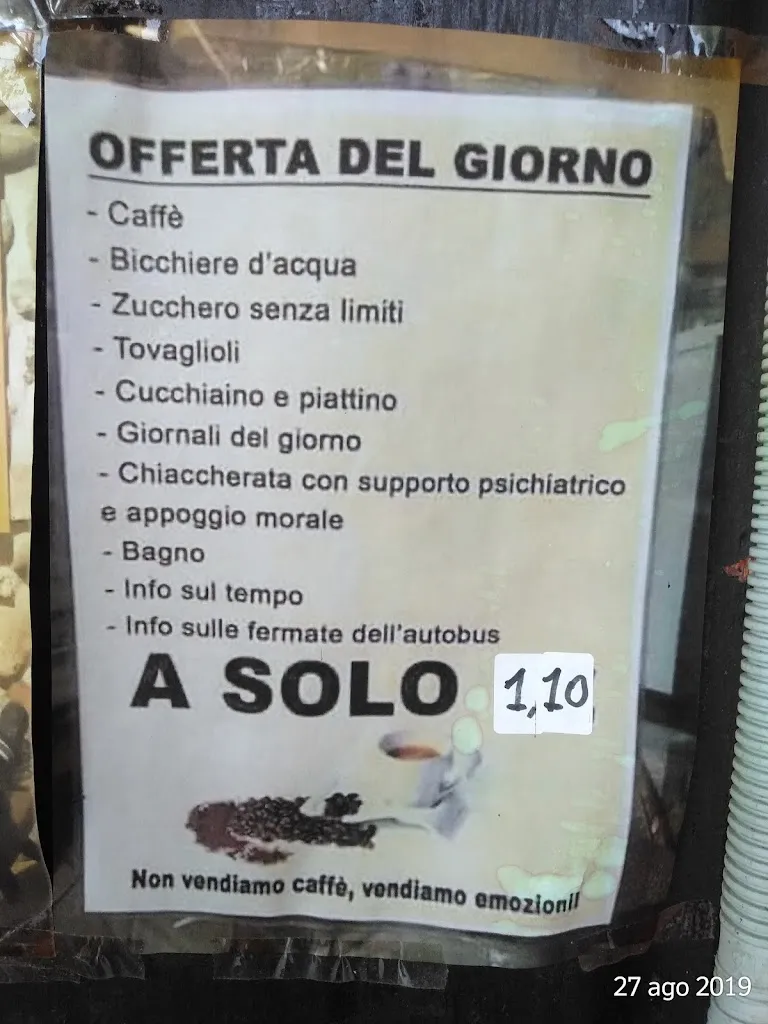 OFFERTA DEL GIORNO
- Caffè
- Bicchiere d'acqua
- Zucchero senza limiti
- Tovaglioli
- Cucchiaino e piattino
- Giornali del giorno
- Chiaccherata con supporto psichiatrico
e appoggio morale
- Bagno
- Info sul tempo
- Info sulle fermate dell'autobus
A SOLO 1,10
Non vendiamo caffè, vendiamo emozioni!
27 ago 2019